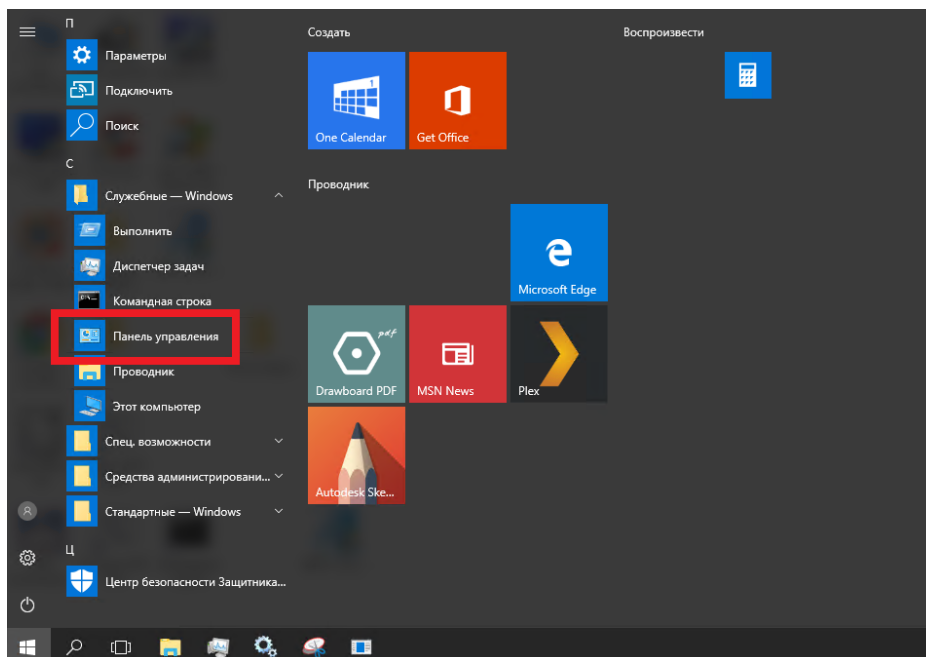 П
Параметры
Подключить
Поиск
С
Служебные — Windows
Выполнить
Диспетчер задач
Командная строка
Панель управления
Проводник
Этот компьютер
Спец. возможности
Средства администрировани...
Стандартные — Windows
Ц
Центр безопасности Защитника...
Создать
One Calendar
Get Office
Проводник
Microsoft Edge
pdf
Drawboard PDF
MSN News
Plex
Autodesk Ske...
Воспроизвести